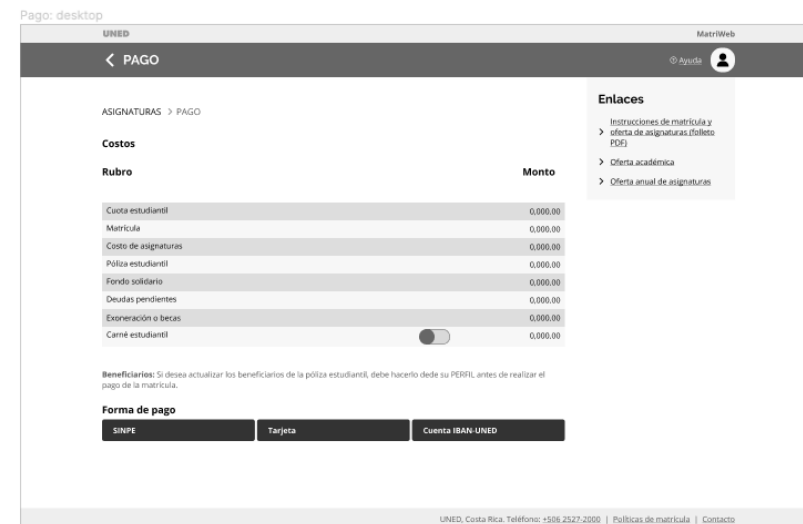 Pago: desktop
UNED MatriWeb
PAGO Ayuda
ASIGNATURAS > PAGO
Costos
Rubro Monto
Cuota estudiantil 0,000.00
Matrícula 0,000.00
Costo de asignaturas 0,000.00
Póliza estudiantil 0,000.00
Fondo solidario 0,000.00
Deudas pendientes 0,000.00
Exoneración o becas 0,000.00
Carné estudiantil 0,000.00
Beneficiarios: Si desea actualizar los beneficiarios de la póliza estudiantil, debe hacerlo dede su PERFIL antes de realizar el
pago de la matrícula.
Forma de pago
SINPE Tarjeta Cuenta IBAN-UNED
Enlaces
Instrucciones de matrícula y
oferta de asignaturas (folleto
PDF)
Oferta académica
Oferta anual de asignaturas
UNED, Costa Rica. Teléfono: +506 2527-2000 | Políticas de matrícula | Contacto